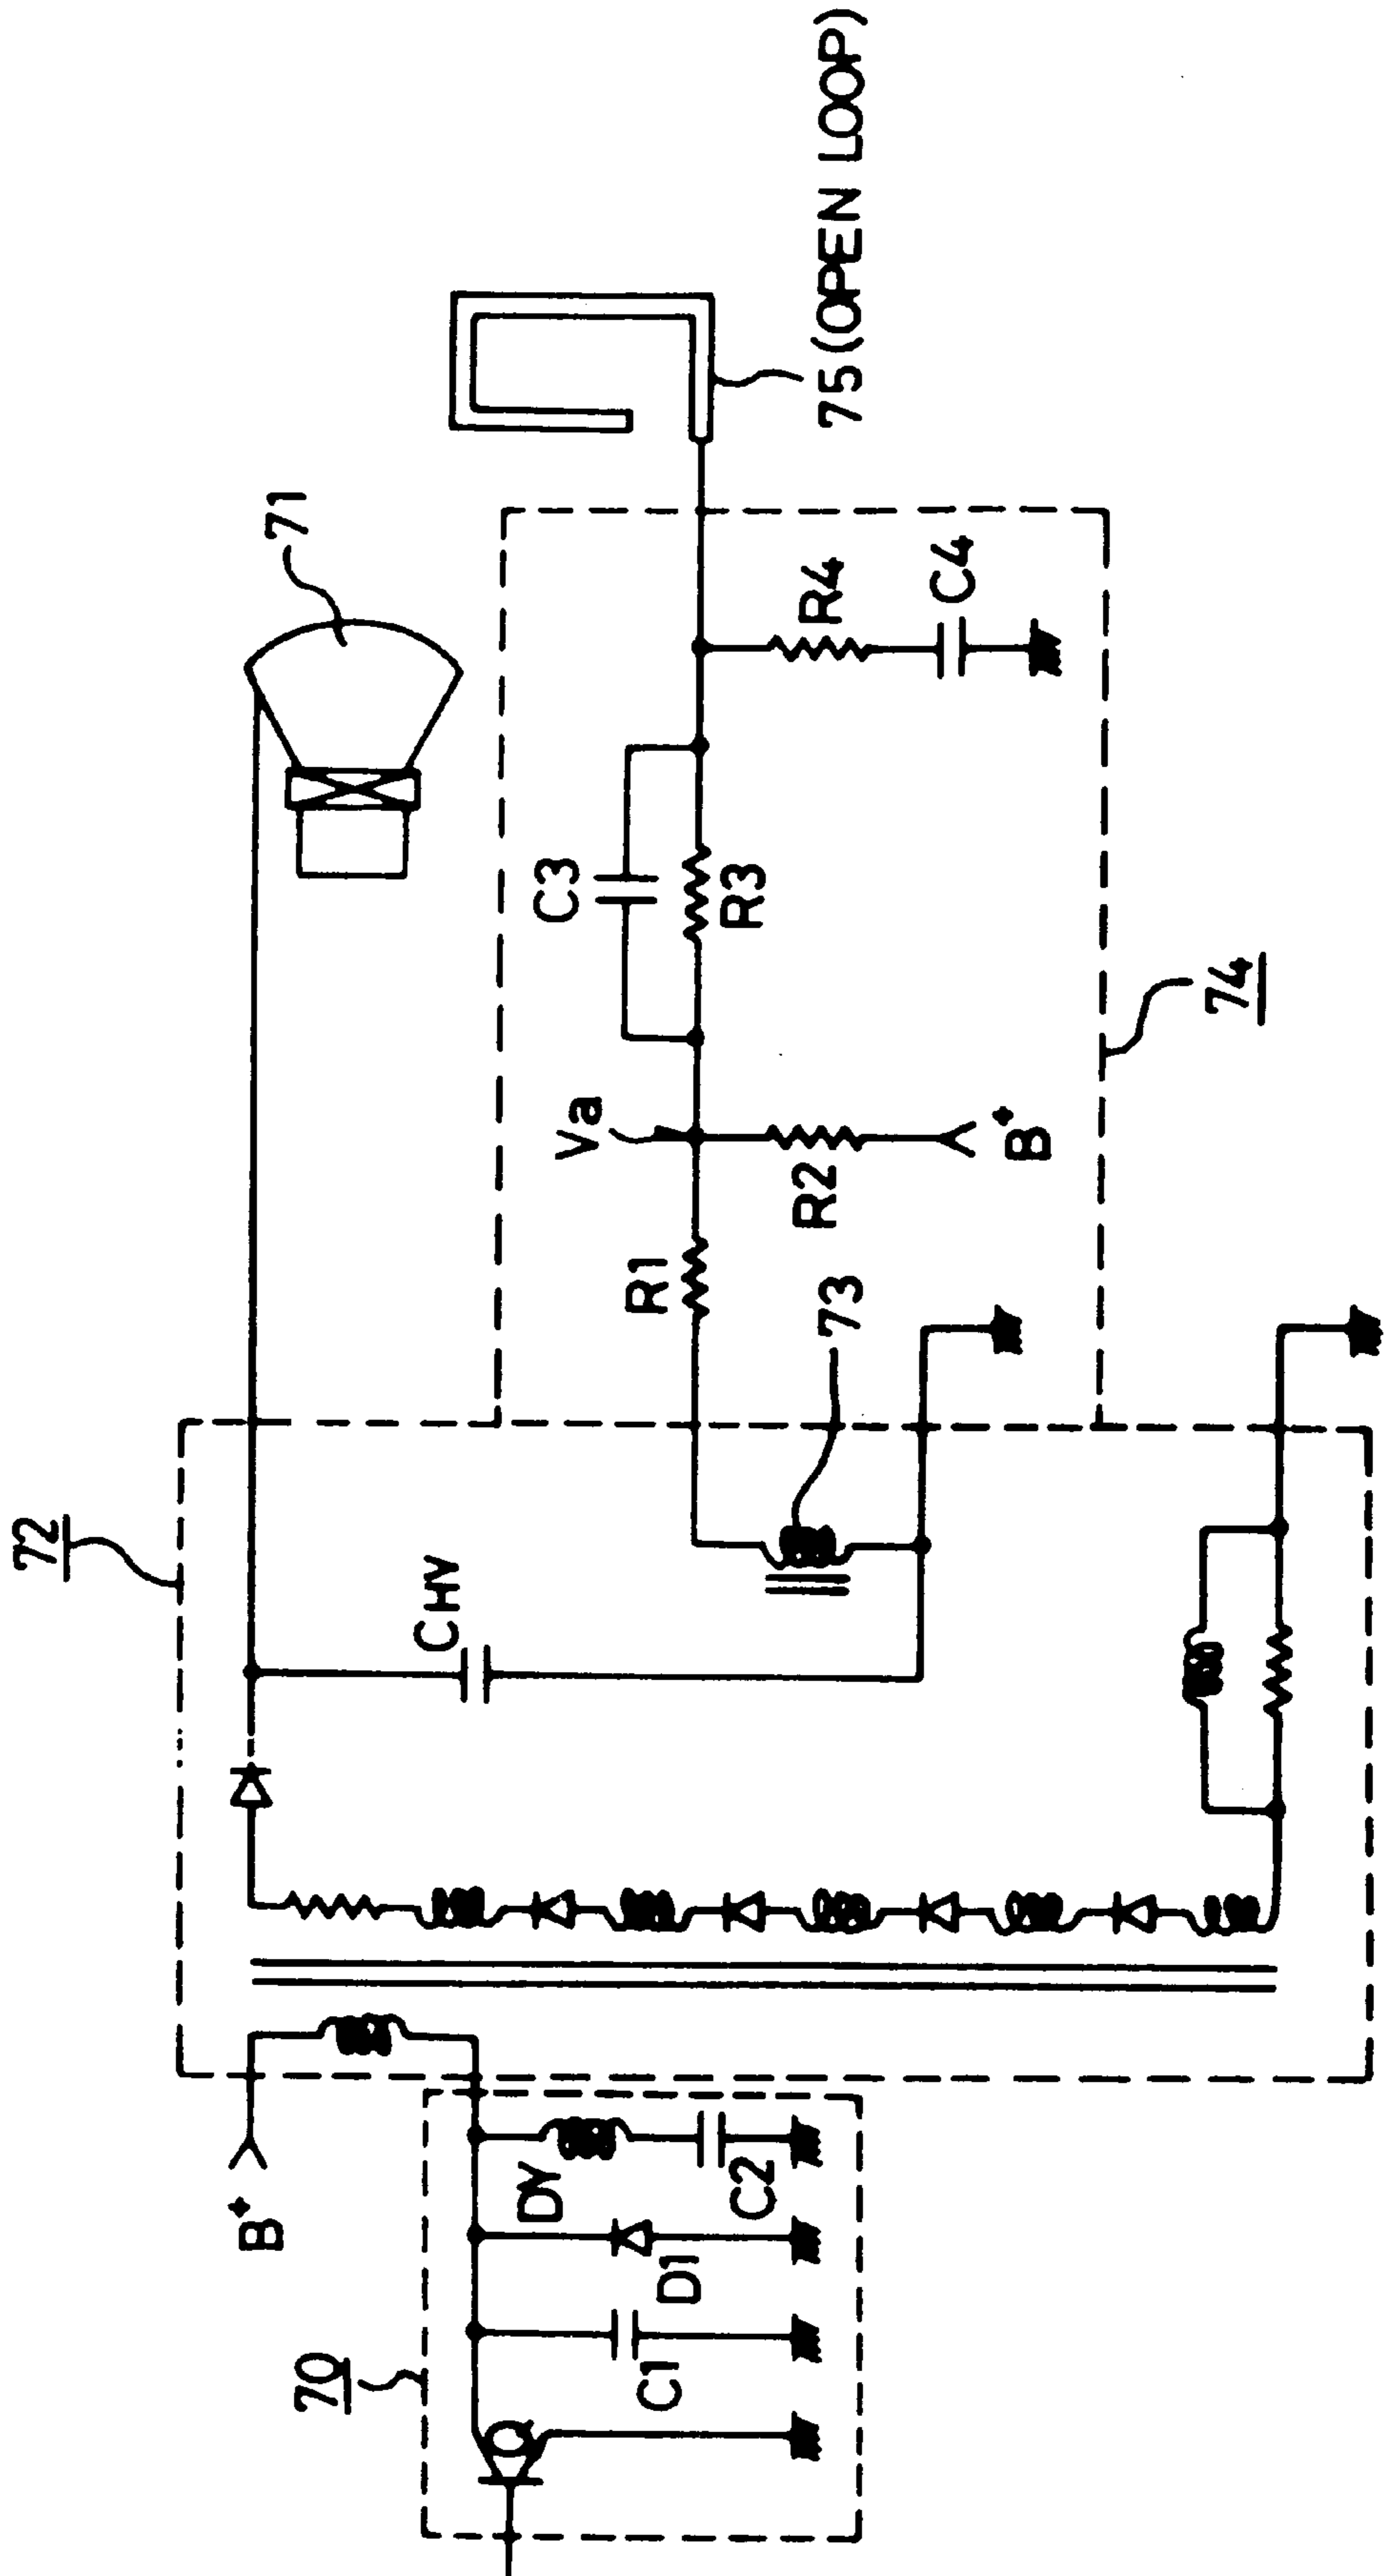 70
Q
C1
D1
DY
C2
B+
72
CHV
73
71
R1
Va
R2
B+
C3
R3
R4
C4
74
75(OPEN LOOP)